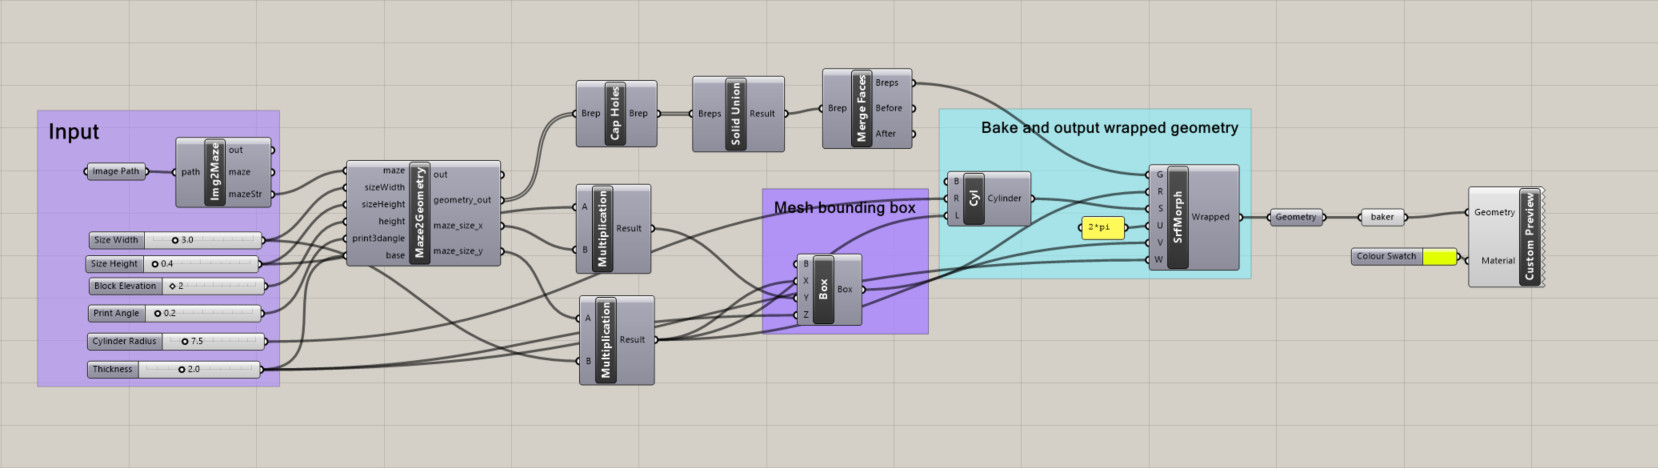 Input
Image Path
path
Img2Maze
out
maze
mazeStr
Size Width
3.0
Size Height
0.4
Block Elevation
2
Print Angle
0.2
Cylinder Radius
7.5
Thickness
2.0
maze
sizeWidth
sizeHeight
height
print3dangle
base
Maze2Geometry
out
geometry_out
maze_size_x
maze_size_y
Brep
Cap Holes
Brep
Breps
Solid Union
Result
Brep
Merge Faces
Breps
Before
After
A
B
Multiplication
Result
A
B
Multiplication
Result
Mesh bounding box
B
X
Y
Z
Box
Box
Bake and output wrapped geometry
B
R
L
Cyl
Cylinder
2*pi
G
R
S
U
V
W
SrfMorph
Wrapped
Geometry
baker
Colour Swatch
Geometry
Material
Custom Preview